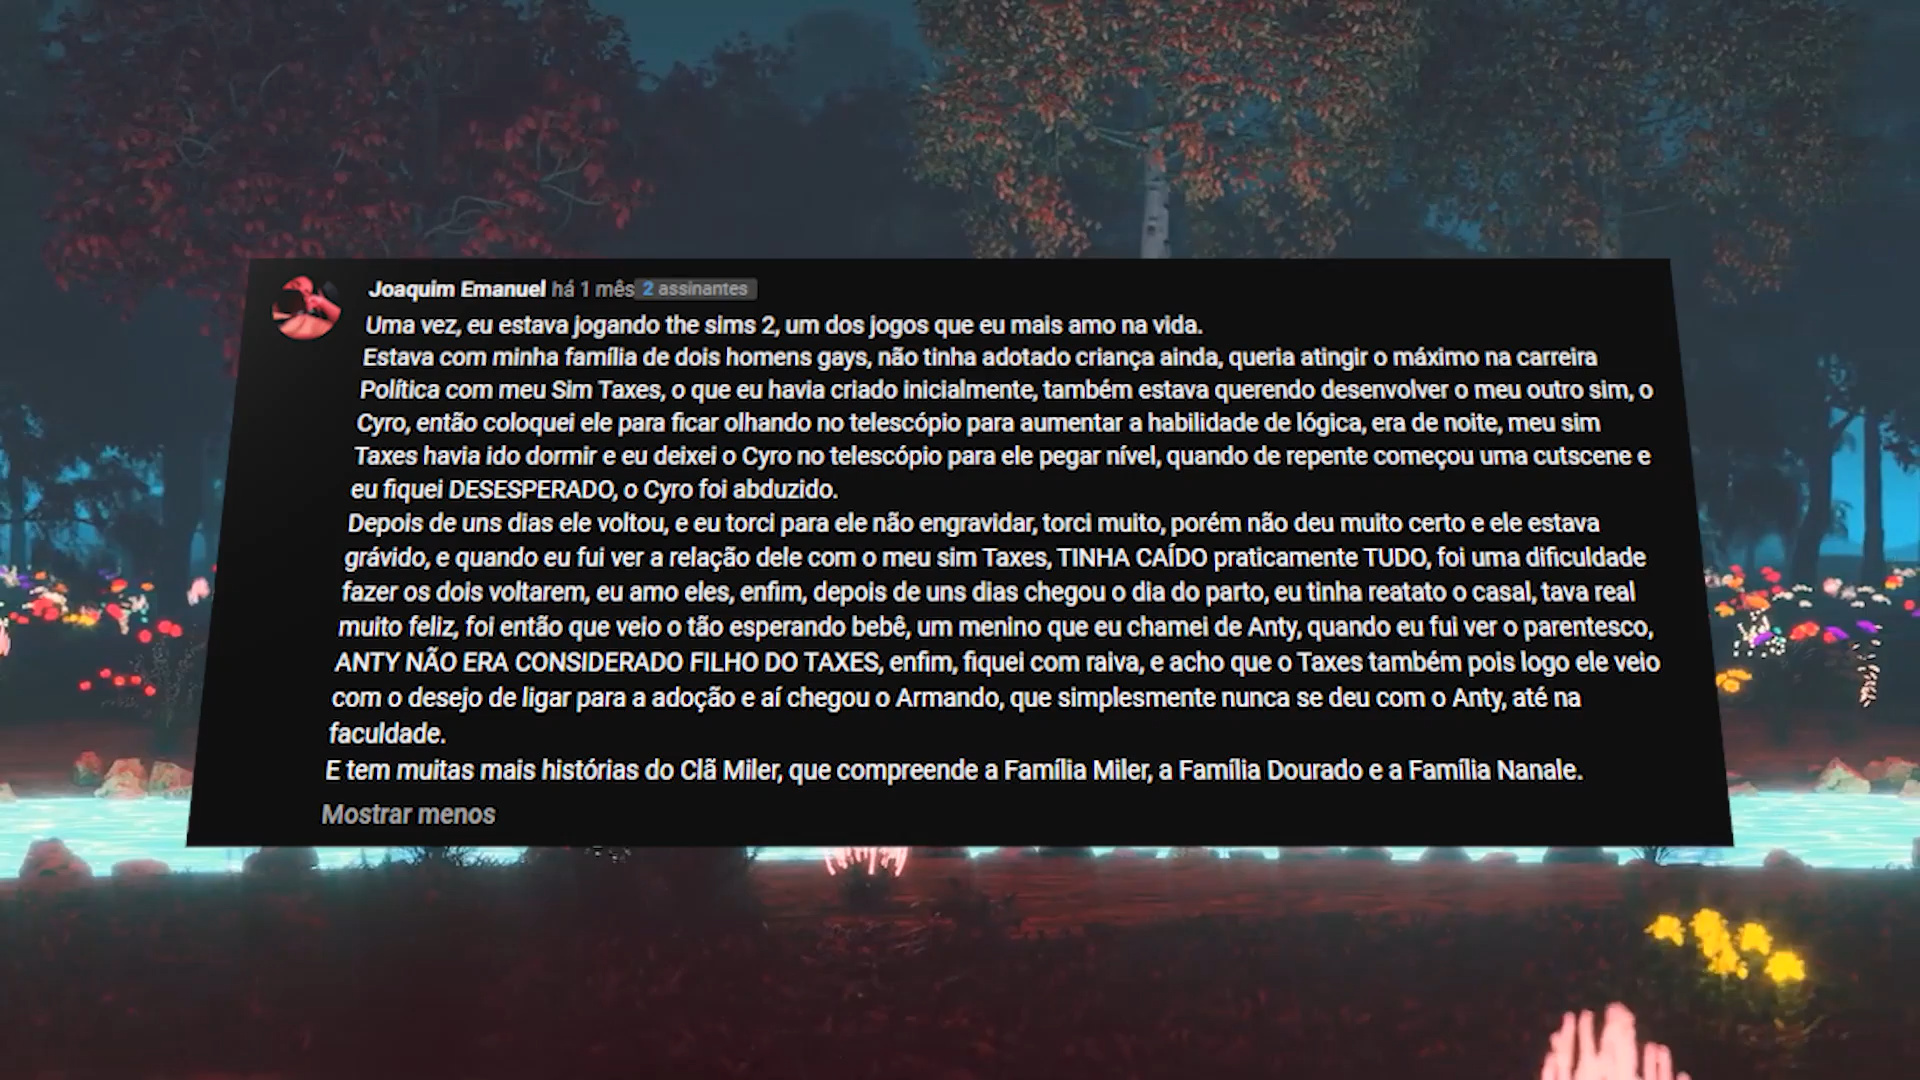 Joaquim Emanuel há 1 mês 2 assinantes
Uma vez, eu estava jogando the sims 2, um dos jogos que eu mais amo na vida.
Estava com minha família de dois homens gays, não tinha adotado criança ainda, queria atingir o máximo na carreira
Política com meu Sim Taxes, o que eu havia criado inicialmente, também estava querendo desenvolver o meu outro sim, o
Cyro, então coloquei ele para ficar olhando no telescópio para aumentar a habilidade de lógica, era de noite, meu sim
Taxes havia ido dormir e eu deixei o Cyro no telescópio para ele pegar nível, quando de repente começou uma cutscene e
eu fiquei DESESPERADO, o Cyro foi abduzido.
Depois de uns dias ele voltou, e eu torci para ele não engravidar, torci muito, porém não deu muito certo e ele estava
grávido, e quando eu fui ver a relação dele com o meu sim Taxes, TINHA CAÍDO praticamente TUDO, foi uma dificuldade
fazer os dois voltarem, eu amo eles, enfim, depois de uns dias chegou o dia do parto, eu tinha reatato o casal, tava real
muito feliz, foi então que veio o tão esperando bebê, um menino que eu chamei de Anty, quando eu fui ver o parentesco,
ANTY NÃO ERA CONSIDERADO FILHO DO TAXES, enfim, fiquei com raiva, e acho que o Taxes também pois logo ele veio
com o desejo de ligar para a adoção e aí chegou o Armando, que simplesmente nunca se deu com o Anty, até na
faculdade.
E tem muitas mais histórias do Clã Miler, que compreende a Família Miler, a Família Dourado e a Família Nanale.
Mostrar menos